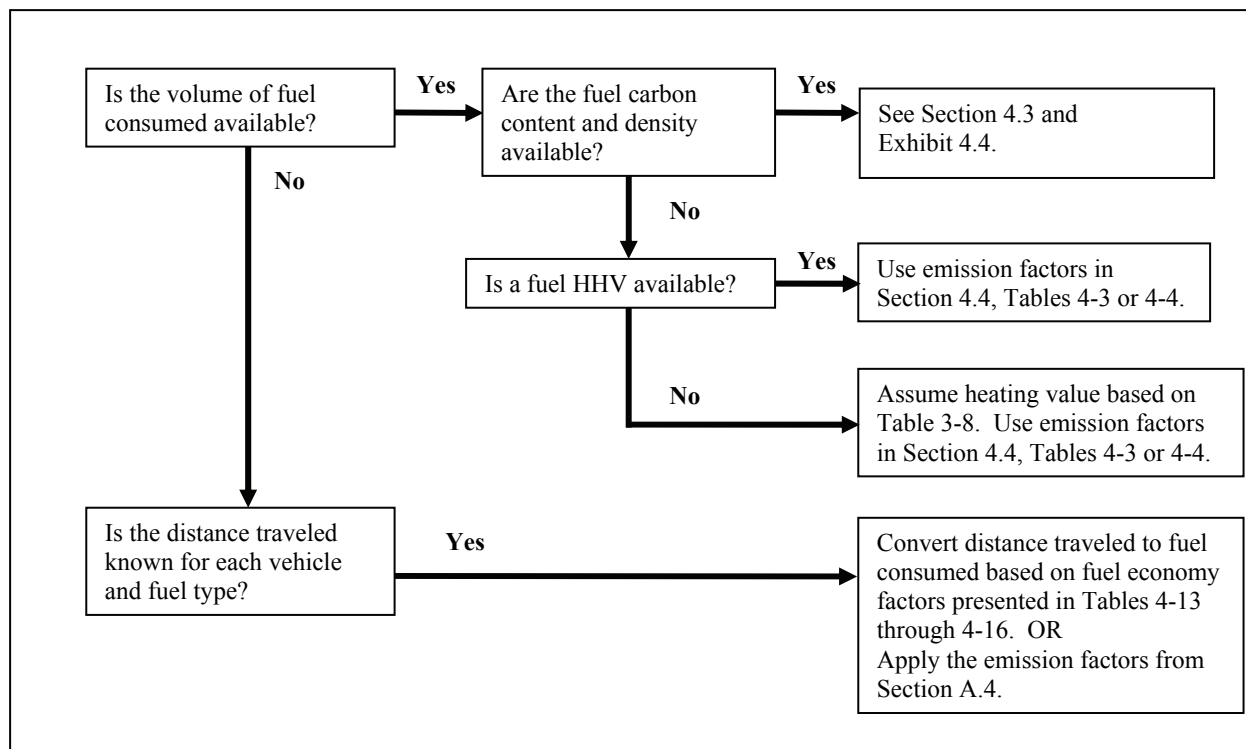 Is the volume of fuel
consumed available?
Yes
Are the fuel carbon
content and density
available?
Yes
See Section 4.3 and
Exhibit 4.4.
No
No
Is a fuel HHV available?
Yes
Use emission factors in
Section 4.4, Tables 4-3 or 4-4.
No
Assume heating value based on
Table 3-8.  Use emission factors
in Section 4.4, Tables 4-3 or 4-4.
Is the distance traveled
known for each vehicle
and fuel type?
Yes
Convert distance traveled to fuel
consumed based on fuel economy
factors presented in Tables 4-13
through 4-16.  OR
Apply the emission factors from
Section A.4.